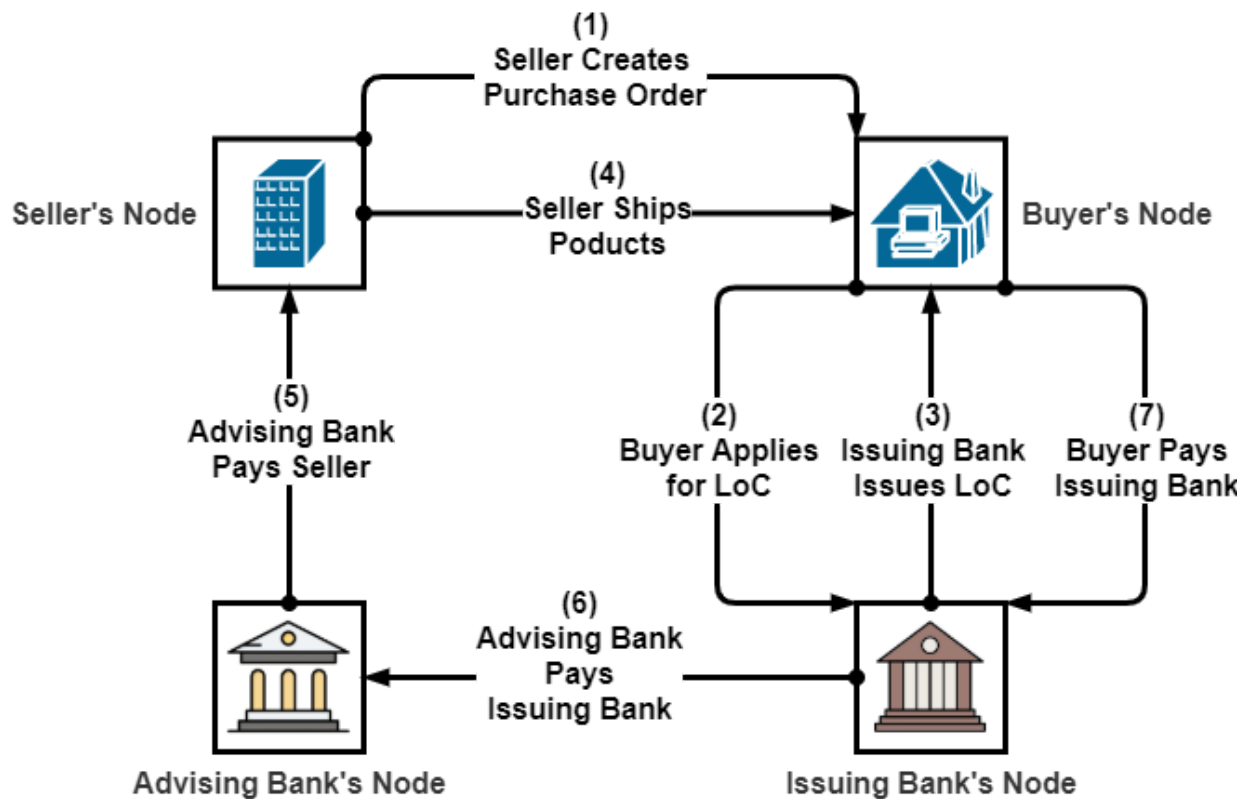 (1)
Seller Creates
Purchase Order
(4)
Seller Ships
Poducts
Seller's Node
Buyer's Node
(5)
Advising Bank
Pays Seller
(2)
Buyer Applies
for LoC
(3)
Issuing Bank
Issues LoC
(7)
Buyer Pays
Issuing Bank
(6)
Advising Bank
Pays
Issuing Bank
Advising Bank's Node
Issuing Bank's Node